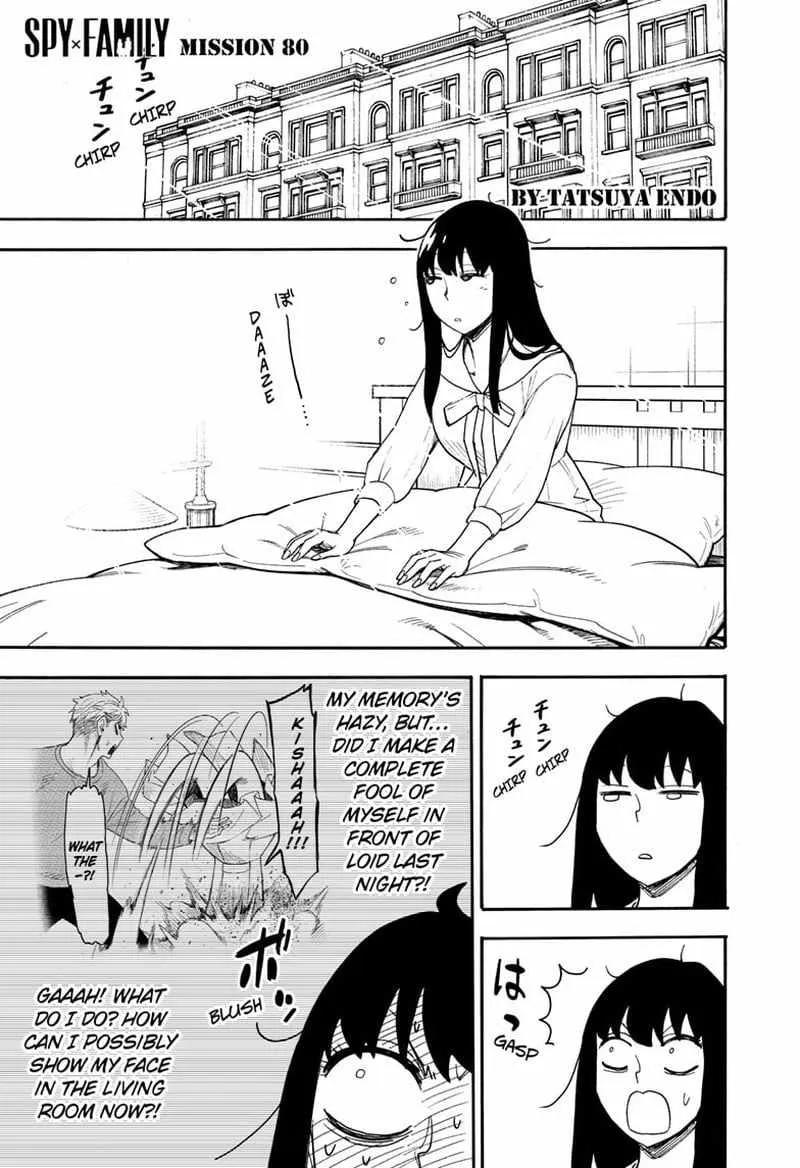 SPY×FAMILY MISSION 80
チュン
CHIRP
チュン
CHIRP
BY TATSUYA ENDO
ぼ
ー
……
DAAAZE
チュン
CHIRP
チュン
CHIRP
はっ
GASP
MY MEMORY'S
HAZY, BUT...
DID I MAKE A
COMPLETE
FOOL OF
MYSELF IN
FRONT OF
LOID LAST
NIGHT?!
KISHAAAH!!!
WHAT
THE
-?!
ボッ
BLUSH
GAAAH! WHAT
DO I DO? HOW
CAN I POSSIBLY
SHOW MY FACE
IN THE LIVING
ROOM NOW?!